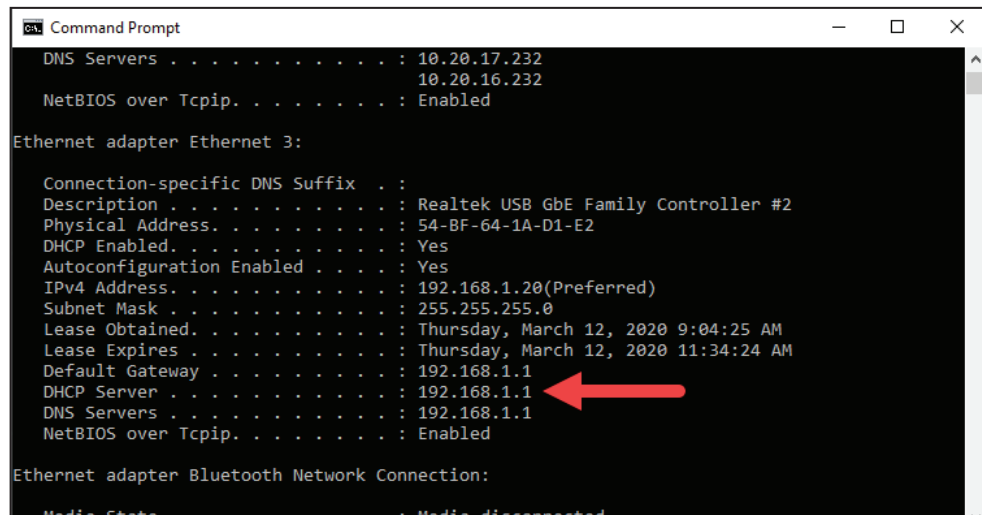 Command Prompt
DNS Servers . . . . . . . . . . . : 10.20.17.232
10.20.16.232
NetBIOS over Tcpip. . . . . . . . : Enabled
Ethernet adapter Ethernet 3:
Connection-specific DNS Suffix . :
Description . . . . . . . . . . . : Realtek USB GbE Family Controller #2
Physical Address. . . . . . . . . : 54-BF-64-1A-D1-E2
DHCP Enabled. . . . . . . . . . . : Yes
Autoconfiguration Enabled . . . . : Yes
IPv4 Address. . . . . . . . . . . : 192.168.1.20(Preferred)
Subnet Mask . . . . . . . . . . . : 255.255.255.0
Lease Obtained. . . . . . . . . . : Thursday, March 12, 2020 9:04:25 AM
Lease Expires . . . . . . . . . . : Thursday, March 12, 2020 11:34:24 AM
Default Gateway . . . . . . . . . : 192.168.1.1
DHCP Server . . . . . . . . . . . : 192.168.1.1
DNS Servers . . . . . . . . . . . : 192.168.1.1
NetBIOS over Tcpip. . . . . . . . : Enabled
Ethernet adapter Bluetooth Network Connection:
Media State . . . . . . . . . . . : Media disconnected